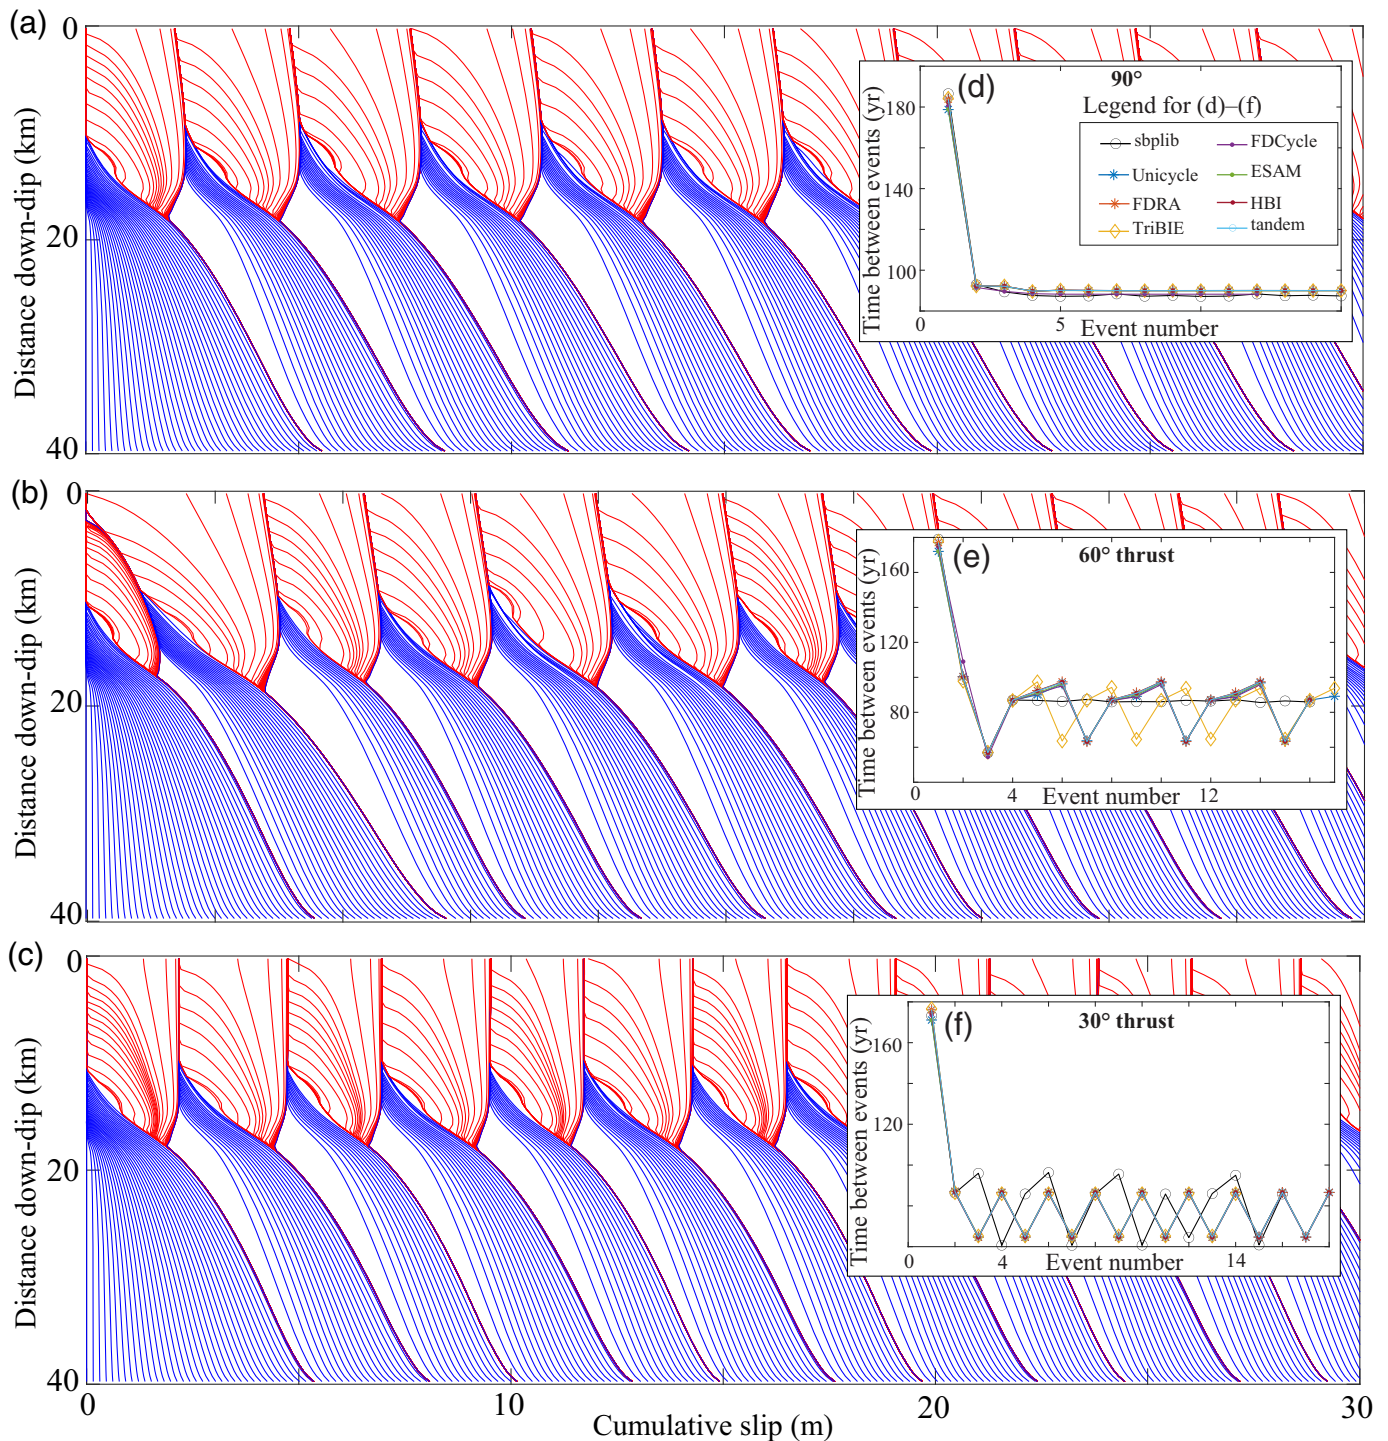 (a)
0
20
40
Distance down-dip (km)
(d)
90°
Legend for (d)–(f)
sbplib
FDCycle
Unicycle
ESAM
FDRA
HBI
TriBIE
tandem
180
140
100
Time between events (yr)
0
5
Event number
(b)
0
20
40
Distance down-dip (km)
(e)
60° thrust
160
120
80
Time between events (yr)
0
4
Event number
12
(c)
0
20
40
Distance down-dip (km)
(f)
30° thrust
160
120
Time between events (yr)
0
4
Event number
14
0
10
20
30
Cumulative slip (m)